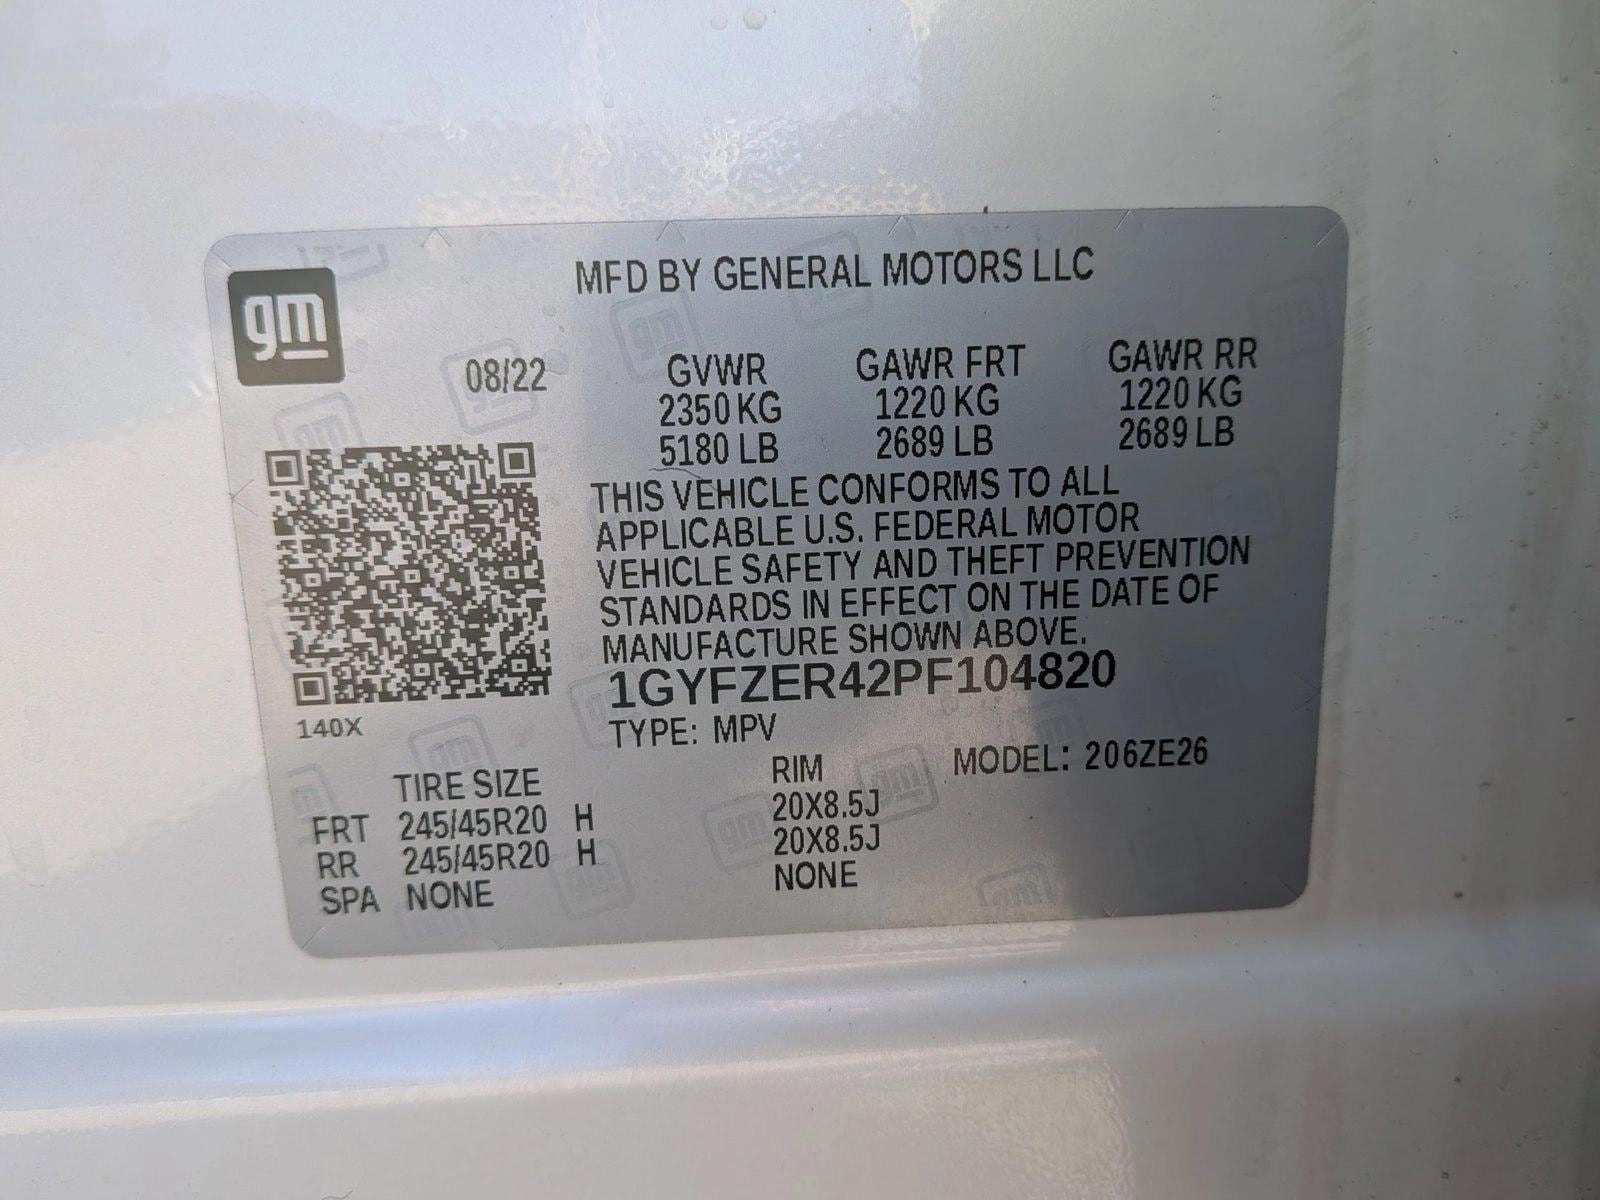 gm
MFD BY GENERAL MOTORS LLC
08/22 GVWR GAWR FRT GAWR RR
2350 KG 1220 KG 1220 KG
5180 LB 2689 LB 2689 LB
THIS VEHICLE CONFORMS TO ALL
APPLICABLE U.S. FEDERAL MOTOR
VEHICLE SAFETY AND THEFT PREVENTION
STANDARDS IN EFFECT ON THE DATE OF
MANUFACTURE SHOWN ABOVE.
1GYFZER42PF104820
140X
TYPE: MPV
TIRE SIZE RIM MODEL: 206ZE26
FRT 245/45R20 H 20X8.5J
RR 245/45R20 H 20X8.5J
SPA NONE NONE